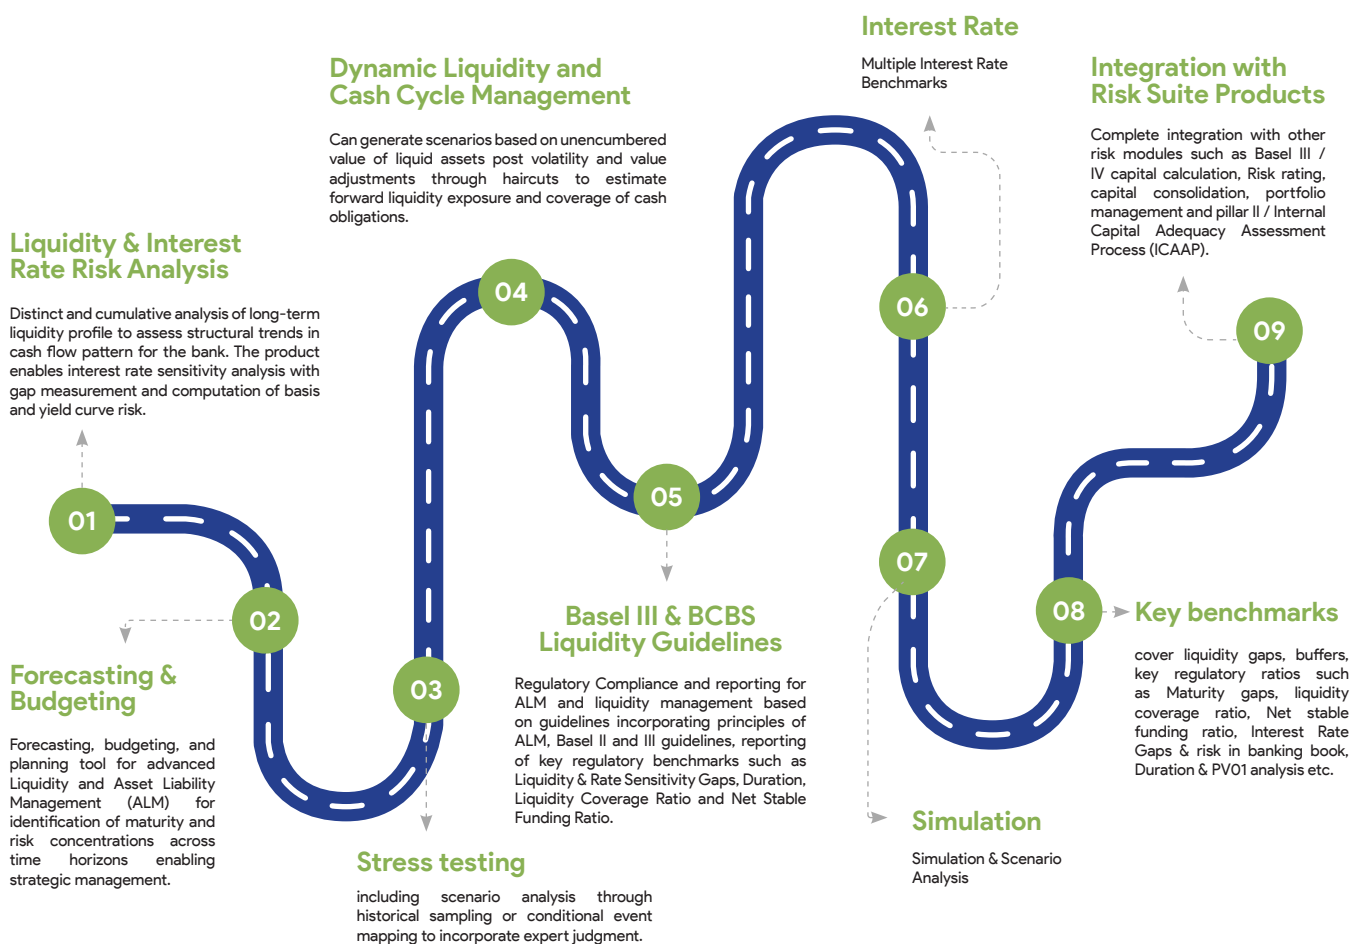 01
Liquidity & Interest
Rate Risk Analysis
Distinct and cumulative analysis of long-term
liquidity profile to assess structural trends in
cash flow pattern for the bank. The product
enables interest rate sensitivity analysis with
gap measurement and computation of basis
and yield curve risk.
02
Forecasting &
Budgeting
Forecasting, budgeting, and
planning tool for advanced
Liquidity and Asset Liability
Management (ALM) for
identification of maturity and
risk concentrations across
time horizons enabling
strategic management.
03
Stress testing
including scenario analysis through
historical sampling or conditional event
mapping to incorporate expert judgment.
04
Dynamic Liquidity and
Cash Cycle Management
Can generate scenarios based on unencumbered
value of liquid assets post volatility and value
adjustments through haircuts to estimate
forward liquidity exposure and coverage of cash
obligations.
05
Basel III & BCBS
Liquidity Guidelines
Regulatory Compliance and reporting for
ALM and liquidity management based
on guidelines incorporating principles of
ALM, Basel II and III guidelines, reporting
of key regulatory benchmarks such as
Liquidity & Rate Sensitivity Gaps, Duration,
Liquidity Coverage Ratio and Net Stable
Funding Ratio.
06
Interest Rate
Multiple Interest Rate
Benchmarks
07
Simulation
Simulation & Scenario
Analysis
08
Key benchmarks
cover liquidity gaps, buffers,
key regulatory ratios such
as Maturity gaps, liquidity
coverage ratio, Net stable
funding ratio, Interest Rate
Gaps & risk in banking book,
Duration & PV01 analysis etc.
09
Integration with
Risk Suite Products
Complete integration with other
risk modules such as Basel III /
IV capital calculation, Risk rating,
capital consolidation, portfolio
management and pillar II / Internal
Capital Adequacy Assessment
Process (ICAAP).